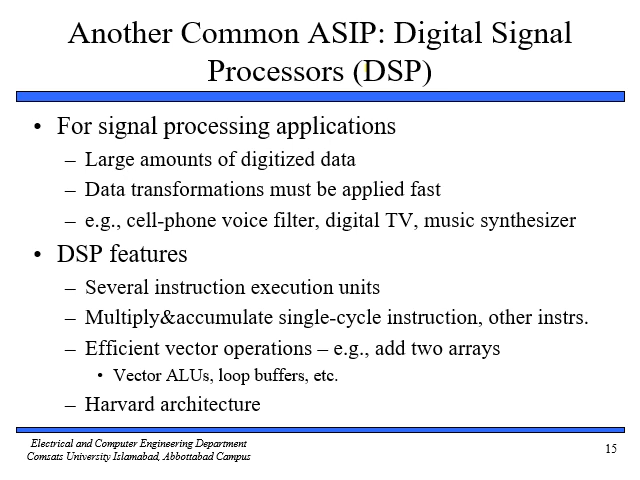 Another Common ASIP: Digital Signal
Processors (DSP)
• For signal processing applications
– Large amounts of digitized data
– Data transformations must be applied fast
– e.g., cell-phone voice filter, digital TV, music synthesizer
• DSP features
– Several instruction execution units
– Multiply&accumulate single-cycle instruction, other instrs.
– Efficient vector operations – e.g., add two arrays
• Vector ALUs, loop buffers, etc.
– Harvard architecture
Electrical and Computer Engineering Department
Comsats University Islamabad, Abbottabad Campus
15